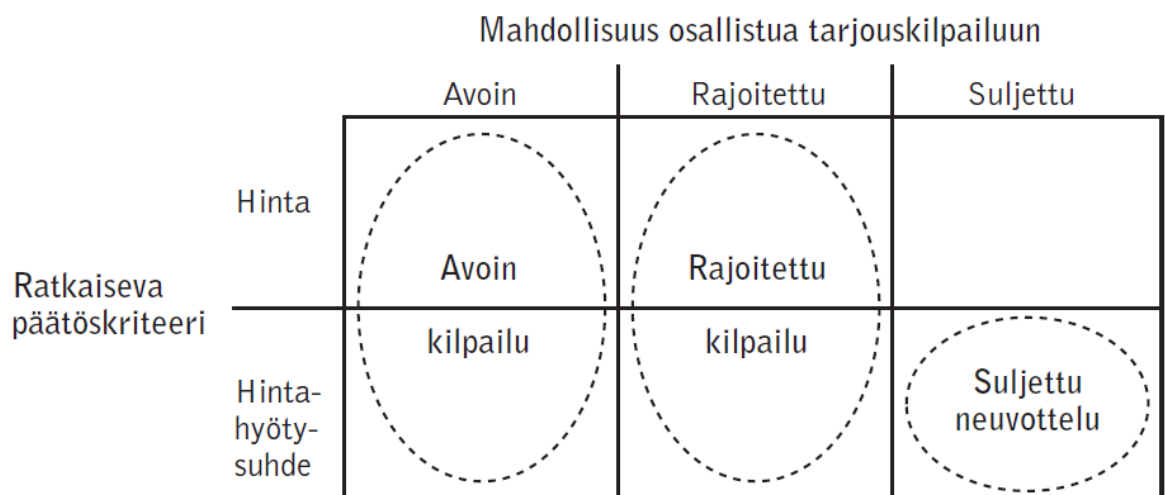 Mahdollisuus osallistua tarjouskilpailuun
Avoin
Rajoitettu
Suljettu
Ratkaiseva
päätöskriteeri
Hinta
Avoin
kilpailu
Rajoitettu
kilpailu
Hinta-
hyöty-
suhde
Suljettu
neuvottelu